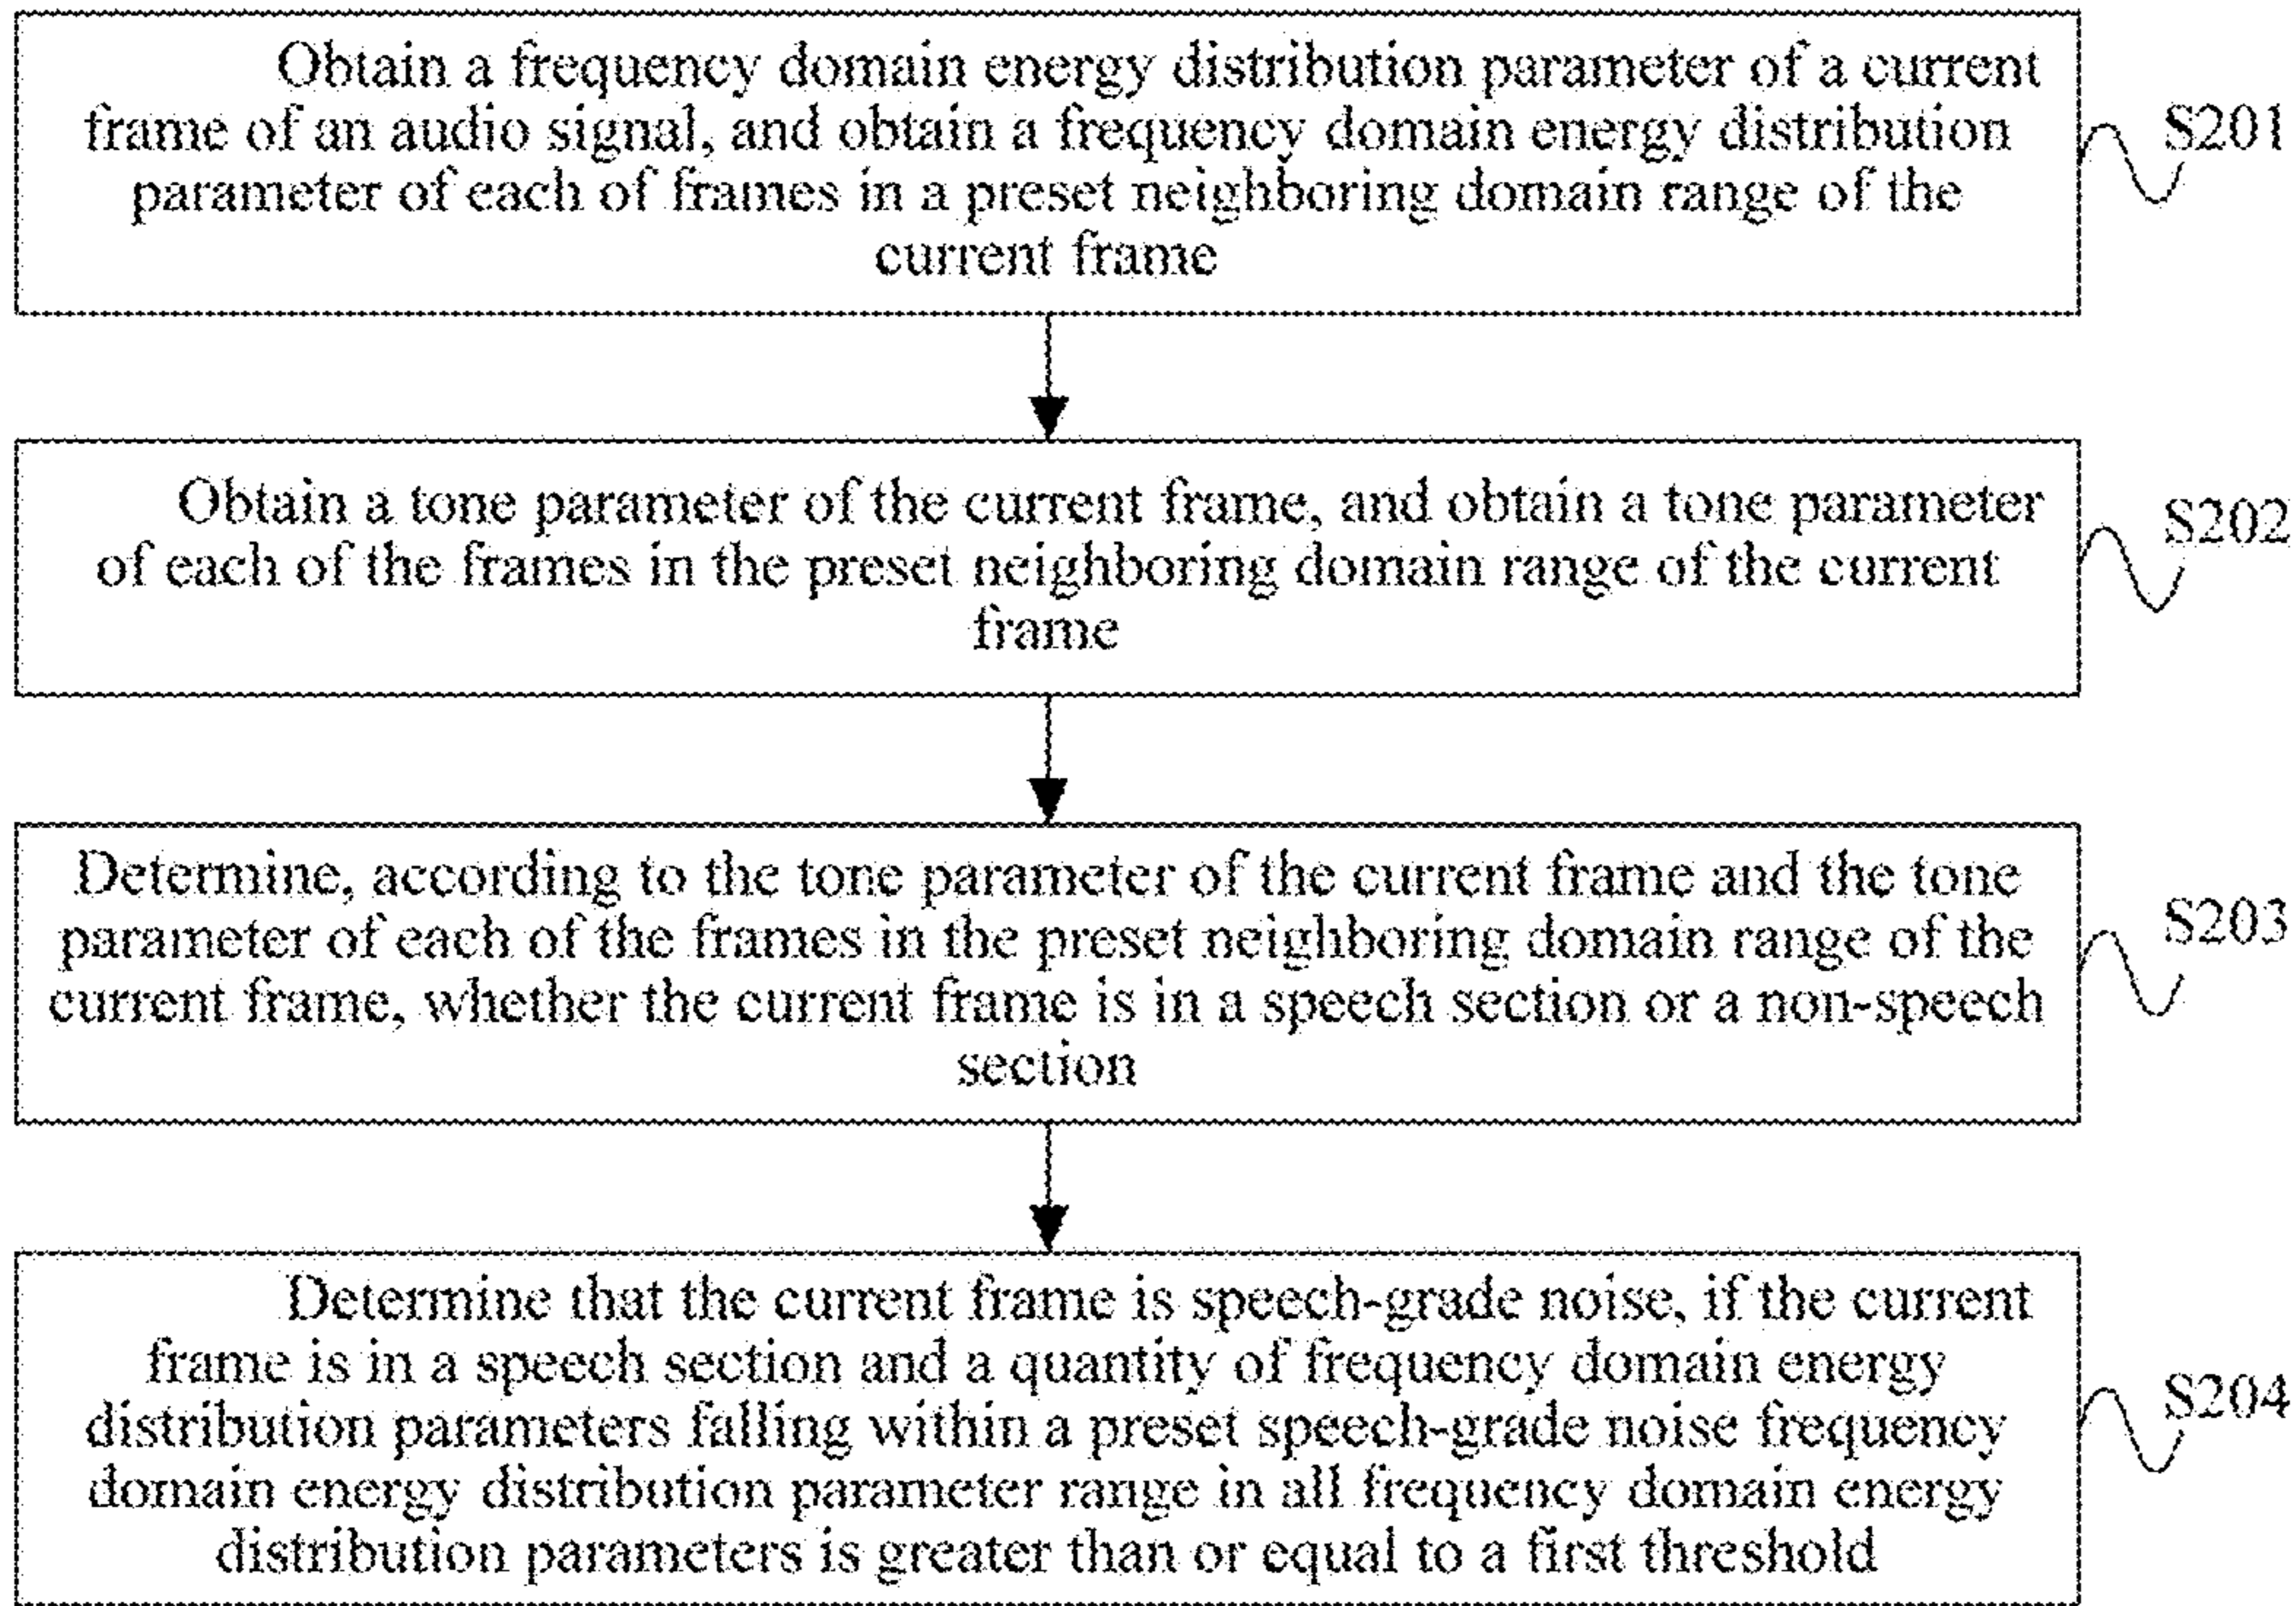 Obtain a frequency domain energy distribution parameter of a current
frame of an audio signal, and obtain a frequency domain energy distribution
parameter of each of frames in a preset neighboring domain range of the
current frame
S201
Obtain a tone parameter of the current frame, and obtain a tone parameter
of each of the frames in the preset neighboring domain range of the current
frame
S202
Determine, according to the tone parameter of the current frame and the tone
parameter of each of the frames in the preset neighboring domain range of the
current frame, whether the current frame is in a speech section or a non-speech
section
S203
Determine that the current frame is speech-grade noise, if the current
frame is in a speech section and a quantity of frequency domain energy
distribution parameters falling within a preset speech-grade noise frequency
domain energy distribution parameter range in all frequency domain energy
distribution parameters is greater than or equal to a first threshold
S204